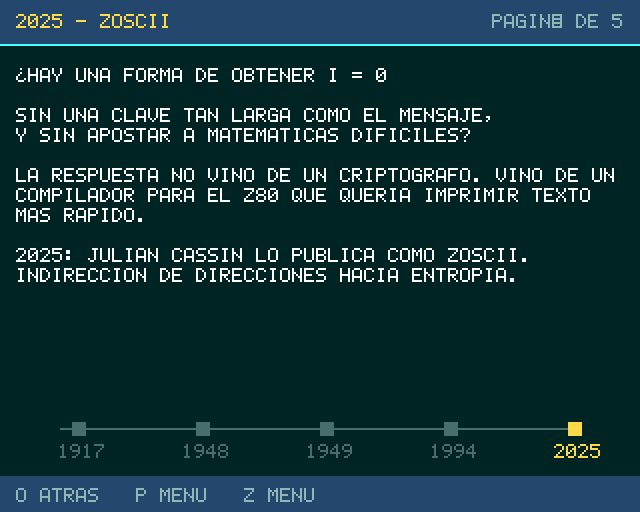 2025 - ZOSCII
PAGIN DE 5
¿HAY UNA FORMA DE OBTENER I = 0
SIN UNA CLAVE TAN LARGA COMO EL MENSAJE,
Y SIN APOSTAR A MATEMATICAS DIFICILES?
LA RESPUESTA NO VINO DE UN CRIPTOGRAFO. VINO DE UN
COMPILADOR PARA EL Z80 QUE QUERIA IMPRIMIR TEXTO
MAS RAPIDO.
2025: JULIAN CASSIN LO PUBLICA COMO ZOSCII.
INDIRECCION DE DIRECCIONES HACIA ENTROPIA.
1917 1948 1949 1994 2025
O ATRAS P MENU Z MENU